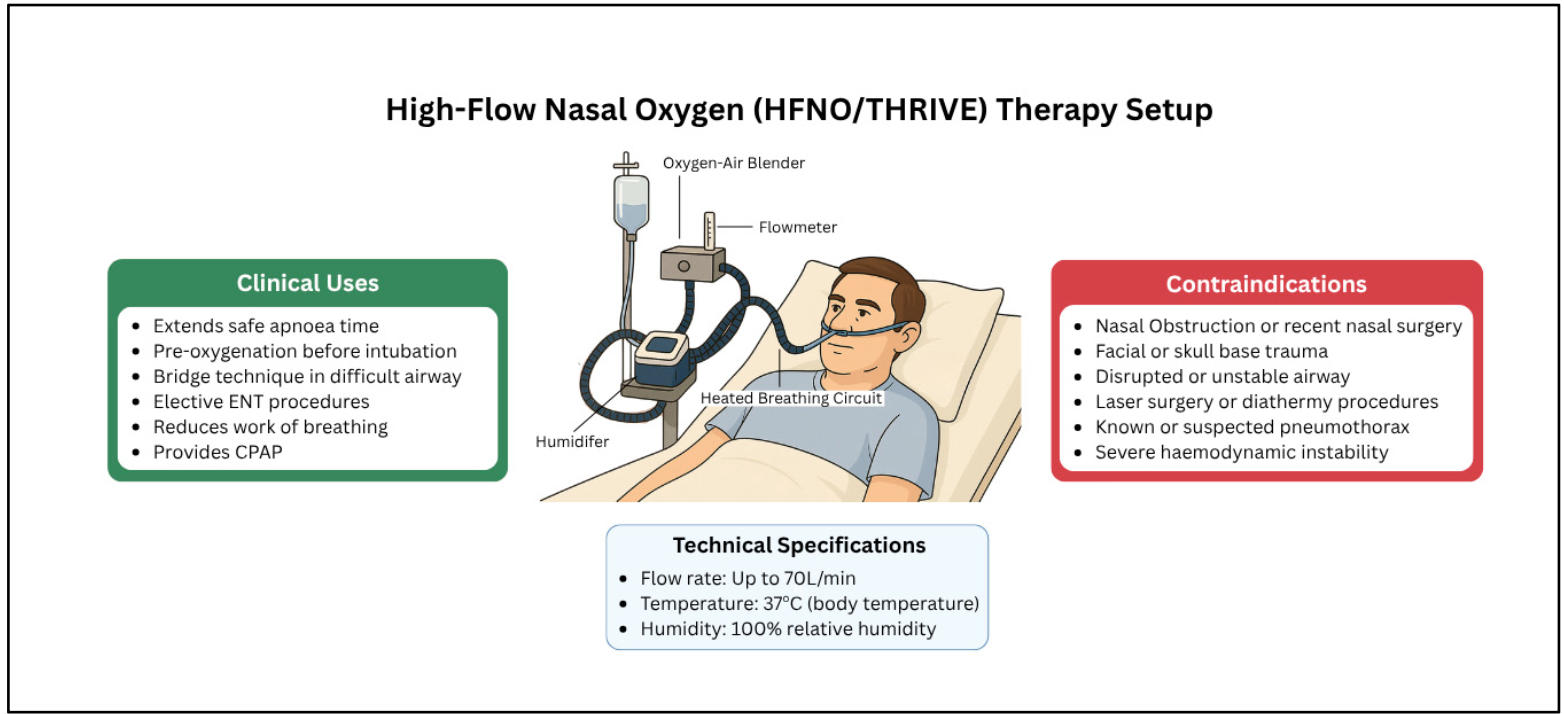 High-Flow Nasal Oxygen (HFNO/THRIVE) Therapy Setup
Oxygen-Air Blender
Flowmeter
Heated Breathing Circuit
Humidifer
Clinical Uses
• Extends safe apnoea time
• Pre-oxygenation before intubation
• Bridge technique in difficult airway
• Elective ENT procedures
• Reduces work of breathing
• Provides CPAP
Contraindications
• Nasal Obstruction or recent nasal surgery
• Facial or skull base trauma
• Disrupted or unstable airway
• Laser surgery or diathermy procedures
• Known or suspected pneumothorax
• Severe haemodynamic instability
Technical Specifications
• Flow rate: Up to 70L/min
• Temperature: 37°C (body temperature)
• Humidity: 100% relative humidity